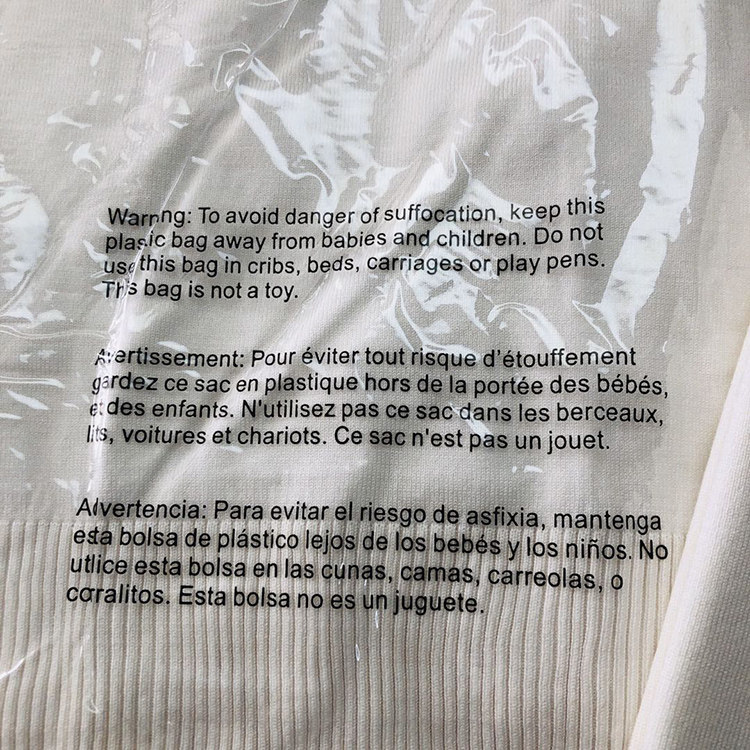 Warning: To avoid danger of suffocation, keep this
plastic bag away from babies and children. Do not
use this bag in cribs, beds, carriages or play pens.
This bag is not a toy.
Avertissement: Pour éviter tout risque d'étouffement
gardez ce sac en plastique hors de la portée des bébés,
et des enfants. N'utilisez pas ce sac dans les berceaux,
lits, voitures et chariots. Ce sac n'est pas un jouet.
Advertencia: Para evitar el riesgo de asfixia, mantenga
esta bolsa de plástico lejos de los bebés y los niños. No
utilice esta bolsa en las cunas, camas, carreolas, o
corralitos. Esta bolsa no es un juguete.